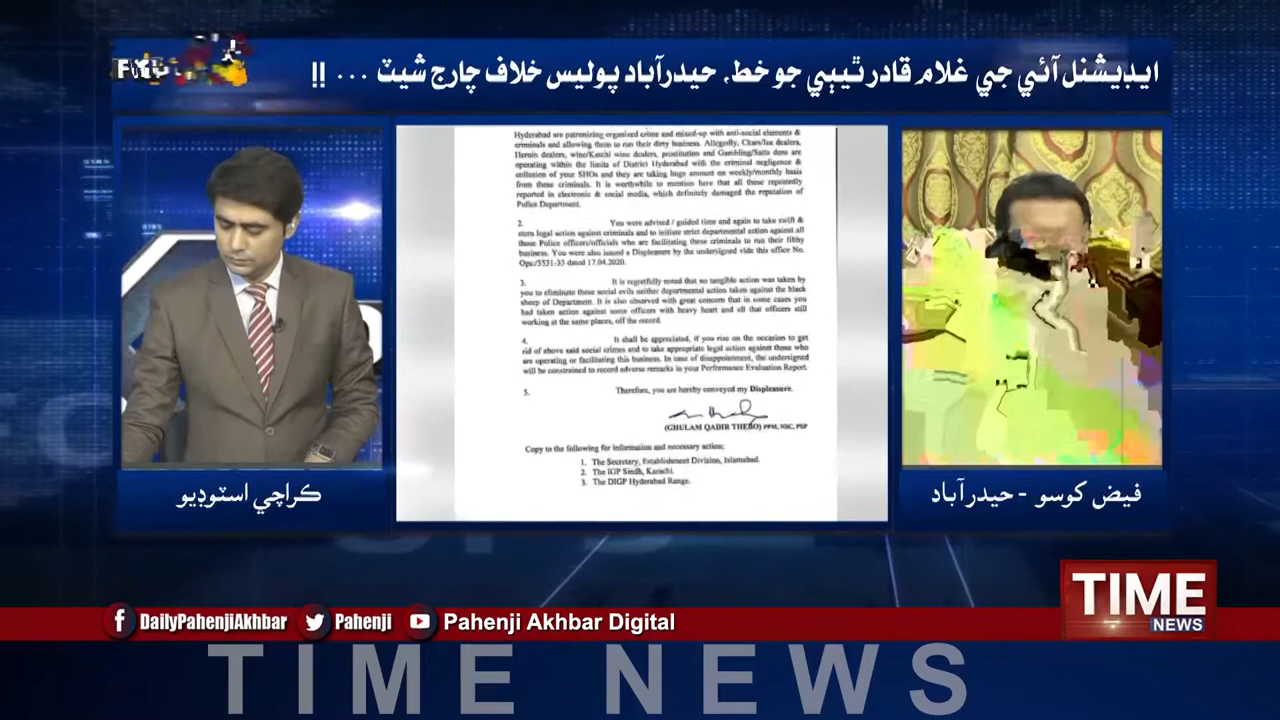 ايڊيشنل آئي جي غلام قادر ٿيٻي جو خط، حيدرآباد پوليس خلاف چارج شيٽ ... !!
Hyderabad are patronizing organized crime and mixed-up with anti-social elements &
criminals and allowing them to run their dirty business. Allegedly, Chars/Ice dealers,
Heroin dealers, wine/Katchi wine dealers, prostitution and Gambling/Satta dens are
operating within the limits of District Hyderabad with the criminal negligence &
collusion of your SHOs and they are taking huge amount on weekly/monthly basis
from these criminals. It is worthwhile to mention here that all these repeatedly
reported in electronic & social media, which definitely damaged the reputation of
Police Department.
2. You were advised / guided time and again to take swift &
stern legal action against criminals and to initiate strict departmental action against all
those Police officers/officials who are facilitating these criminals to run their filthy
business. You were also issued a Displeasure by the undersigned vide this office No.
Ops:/5531-33 dated 17.04.2020.
3. It is regretfully noted that no tangible action was taken by
you to eliminate these social evils neither departmental action taken against the black
sheep of Department. It is also observed with great concern that in some cases you
had taken action against some officers with heavy heart and all that officers still
working at the same places, off the record.
4. It shall be appreciated, if you rise on the occasion to get
rid of above said social crimes and to take appropriate legal action against those who
are operating or facilitating this business. In case of disappointment, the undersigned
will be constrained to record adverse remarks in your Performance Evaluation Report.
5. Therefore, you are hereby conveyed my Displeasure.
(GHULAM QADIR THEBO) PPM, NSC, PSP
Copy to the following for information and necessary action:
1. The Secretary, Establishment Division, Islamabad.
2. The IGP Sindh, Karachi.
3. The DIGP Hyderabad Range.
ڪراچي اسٽوڊيو
فيض کوسو - حيدرآباد
TIME
NEWS
DailyPahenjiAkhbar Pahenji Pahenji Akhbar Digital
TIME NEWS